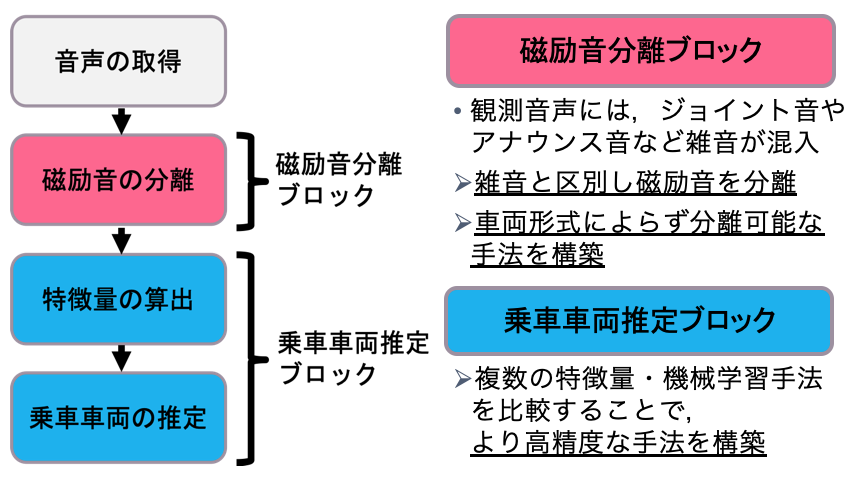 音声の取得
磁励音の分離
特徴量の算出
乗車車両の推定
磁励音分離
ブロック
乗車車両推定
ブロック
磁励音分離ブロック
• 観測音声には，ジョイント音や
アナウンス音など雑音が混入
➢雑音と区別し磁励音を分離
➢車両形式によらず分離可能な
手法を構築
乗車車両推定ブロック
➢複数の特徴量・機械学習手法
を比較することで，
より高精度な手法を構築